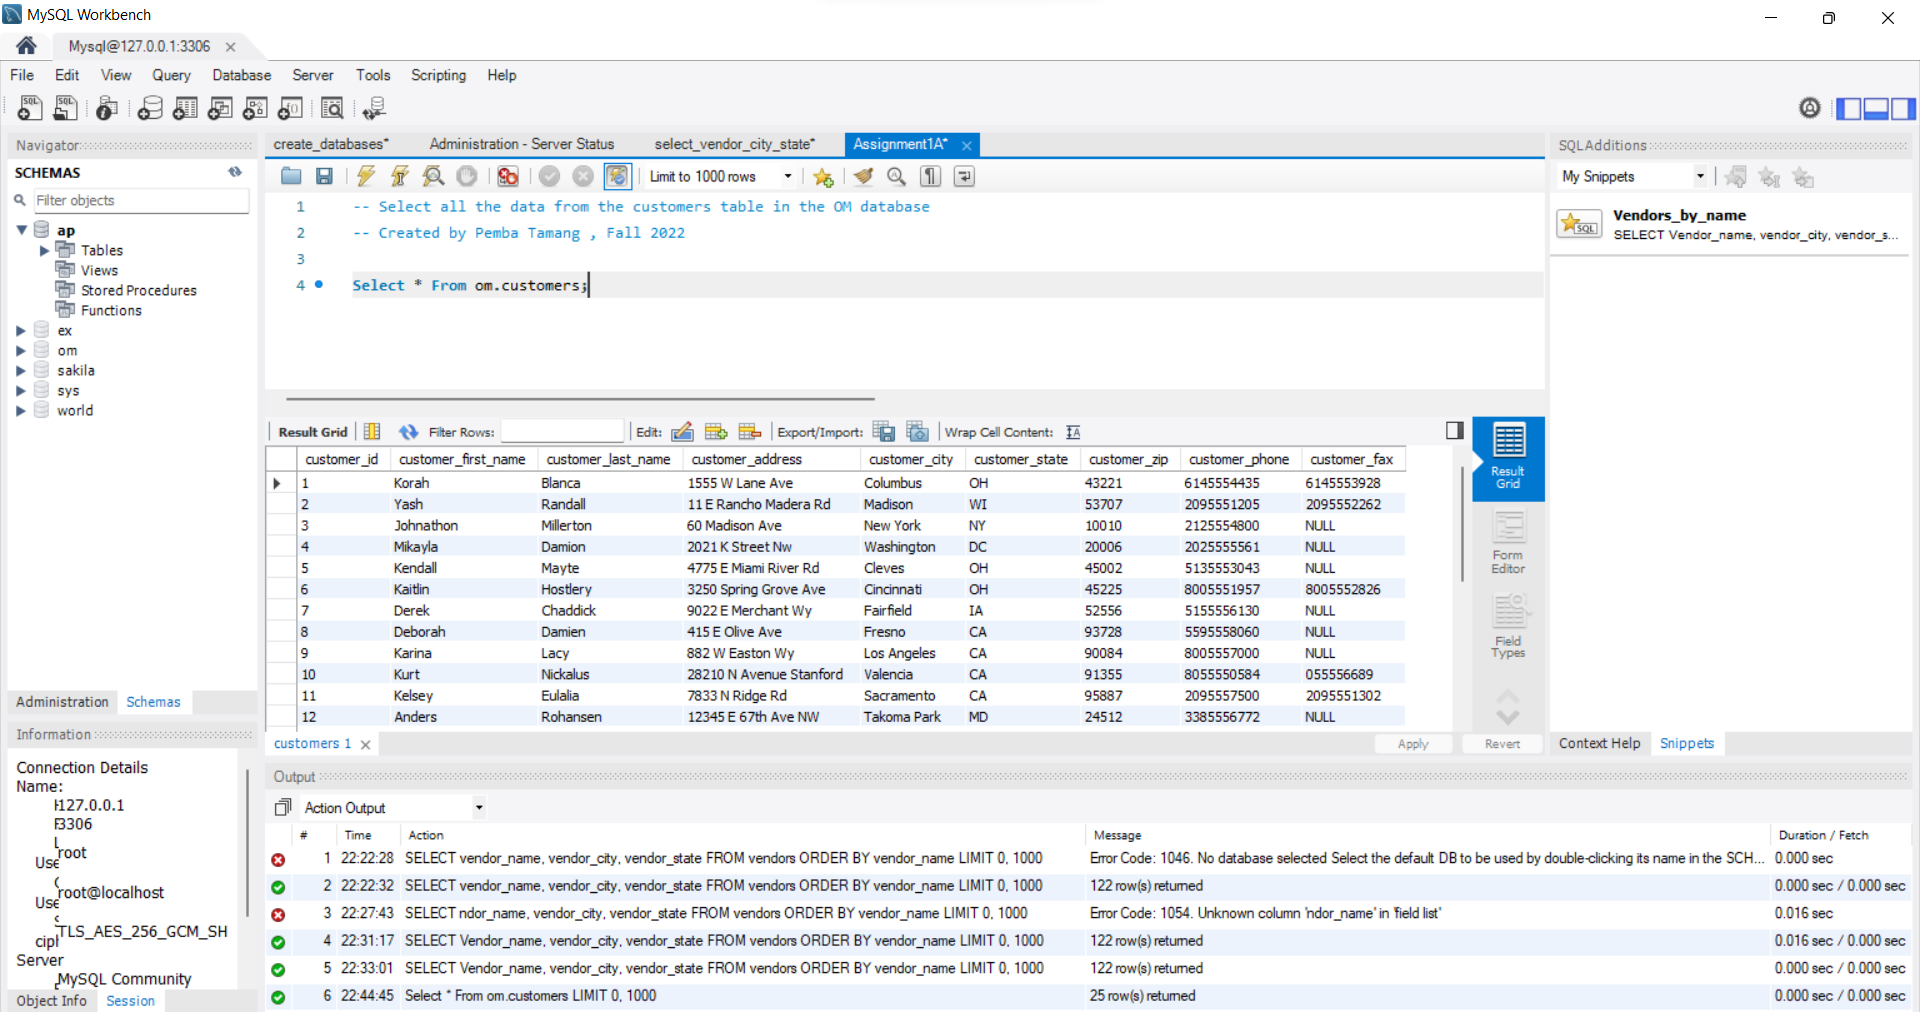 MySQL Workbench
Mysql@127.0.0.1:3306
File Edit View Query Database Server Tools Scripting Help
Navigator
SCHEMAS
Filter objects
ap
Tables
Views
Stored Procedures
Functions
ex
om
sakila
sys
world
Administration Schemas
Information
Connection Details
Name:
127.0.0.1
3306
root
Use
root@localhost
Use
TLS_AES_256_GCM_SH
ciph
Server
MySQL Community
Object Info Session
create_databases* Administration - Server Status select_vendor_city_state* Assignment1A*
Limit to 1000 rows
1 -- Select all the data from the customers table in the OM database
2 -- Created by Pemba Tamang , Fall 2022
3
4 Select * From om.customers;
Result Grid Filter Rows: Edit: Export/Import: Wrap Cell Content:
customer_id customer_first_name customer_last_name customer_address customer_city customer_state customer_zip customer_phone customer_fax
1 Korah Blanca 1555 W Lane Ave Columbus OH 43221 6145554435 6145553928
2 Yash Randall 11 E Rancho Madera Rd Madison WI 53707 2095551205 2095552262
3 Johnathon Millerton 60 Madison Ave New York NY 10010 2125554800 NULL
4 Mikayla Damion 2021 K Street Nw Washington DC 20006 2025555561 NULL
5 Kendall Mayte 4775 E Miami River Rd Cleves OH 45002 5135553043 NULL
6 Kaitlin Hostlery 3250 Spring Grove Ave Cincinnati OH 45225 8005551957 8005552826
7 Derek Chaddick 9022 E Merchant Wy Fairfield IA 52556 5155556130 NULL
8 Deborah Damien 415 E Olive Ave Fresno CA 93728 5595558060 NULL
9 Karina Lacy 882 W Easton Wy Los Angeles CA 90084 8005557000 NULL
10 Kurt Nickalus 28210 N Avenue Stanford Valencia CA 91355 8055550584 055556689
11 Kelsey Eulalia 7833 N Ridge Rd Sacramento CA 95887 2095557500 2095551302
12 Anders Rohansen 12345 E 67th Ave NW Takoma Park MD 24512 3385556772 NULL
Result Grid
Form Editor
Field Types
customers 1 Apply Revert
SQLAdditions
My Snippets
Vendors_by_name
SELECT Vendor_name, vendor_city, vendor_s...
Context Help Snippets
Output
Action Output
# Time Action Message Duration / Fetch
1 22:22:28 SELECT vendor_name, vendor_city, vendor_state FROM vendors ORDER BY vendor_name LIMIT 0, 1000 Error Code: 1046. No database selected Select the default DB to be used by double-clicking its name in the SCH... 0.000 sec
2 22:22:32 SELECT vendor_name, vendor_city, vendor_state FROM vendors ORDER BY vendor_name LIMIT 0, 1000 122 row(s) returned 0.000 sec / 0.000 sec
3 22:27:43 SELECT ndor_name, vendor_city, vendor_state FROM vendors ORDER BY vendor_name LIMIT 0, 1000 Error Code: 1054. Unknown column 'ndor_name' in 'field list' 0.016 sec
4 22:31:17 SELECT Vendor_name, vendor_city, vendor_state FROM vendors ORDER BY vendor_name LIMIT 0, 1000 122 row(s) returned 0.016 sec / 0.000 sec
5 22:33:01 SELECT Vendor_name, vendor_city, vendor_state FROM vendors ORDER BY vendor_name LIMIT 0, 1000 122 row(s) returned 0.000 sec / 0.000 sec
6 22:44:45 Select * From om.customers LIMIT 0, 1000 25 row(s) returned 0.000 sec / 0.000 sec